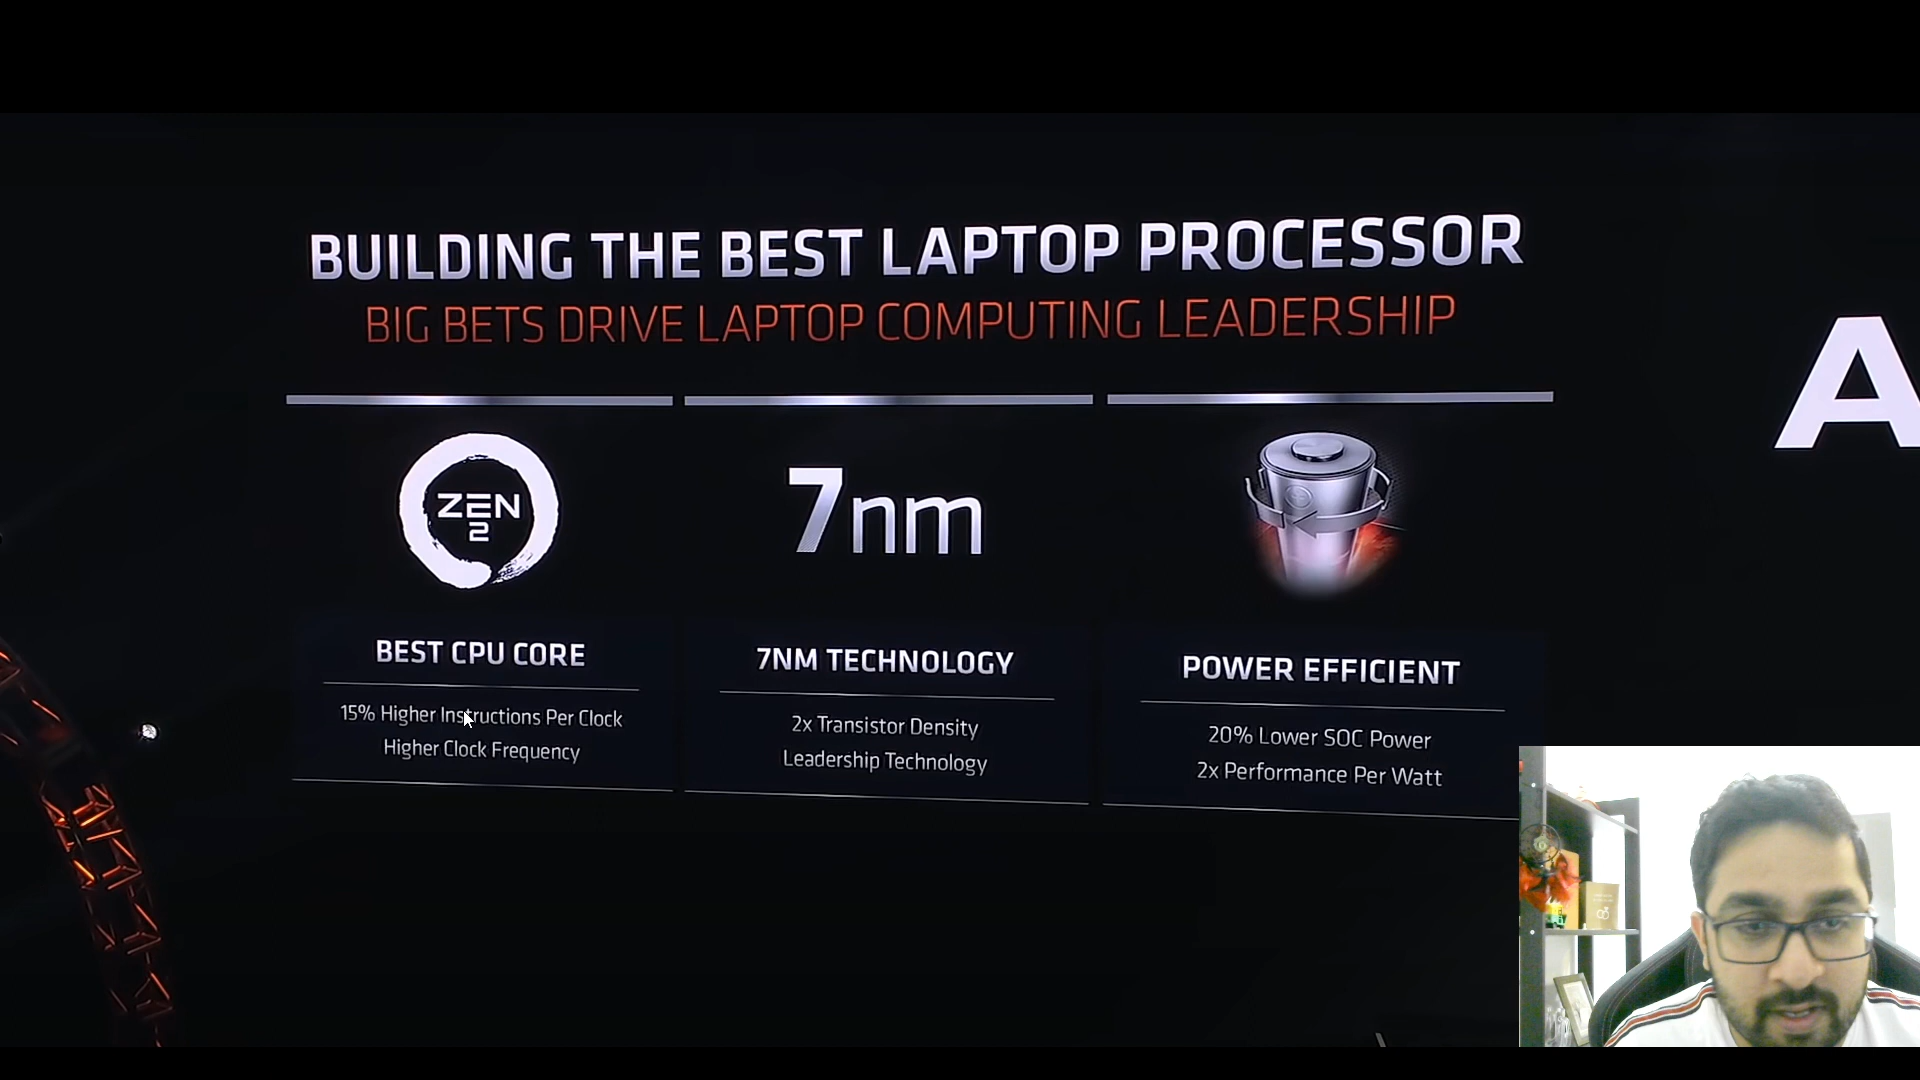 BUILDING THE BEST LAPTOP PROCESSOR
BIG BETS DRIVE LAPTOP COMPUTING LEADERSHIP
ZEN
2
BEST CPU CORE
15% Higher Instructions Per Clock
Higher Clock Frequency
7nm
7NM TECHNOLOGY
2x Transistor Density
Leadership Technology
POWER EFFICIENT
20% Lower SOC Power
2x Performance Per Watt
A